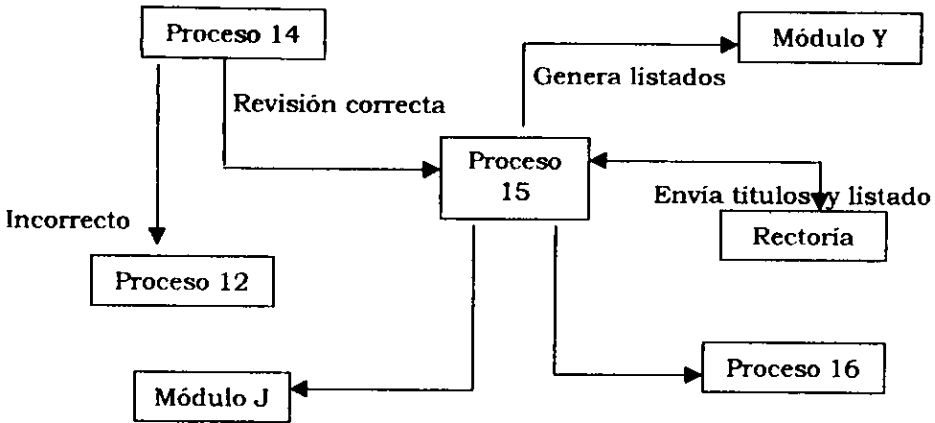 Proceso 14
Módulo Y
Genera listados
Revisión correcta
Proceso
15
Envía títulos y listado
Incorrecto
Rectoría
Proceso 12
Proceso 16
Módulo J